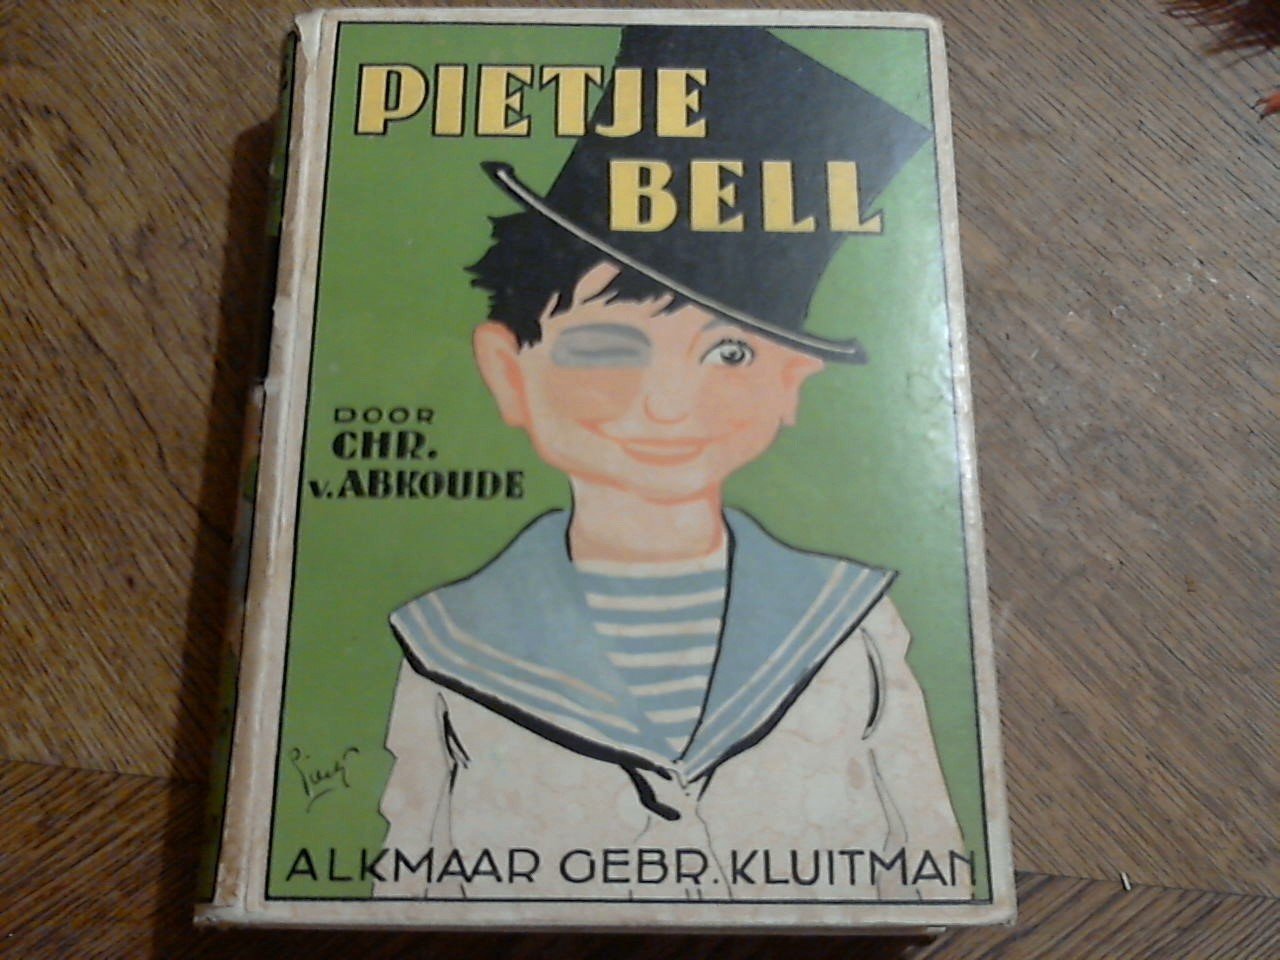 PIETJE
BELL
DOOR
CHR.
v. ABKOUDE
ALKMAAR GEBR. KLUITMAN